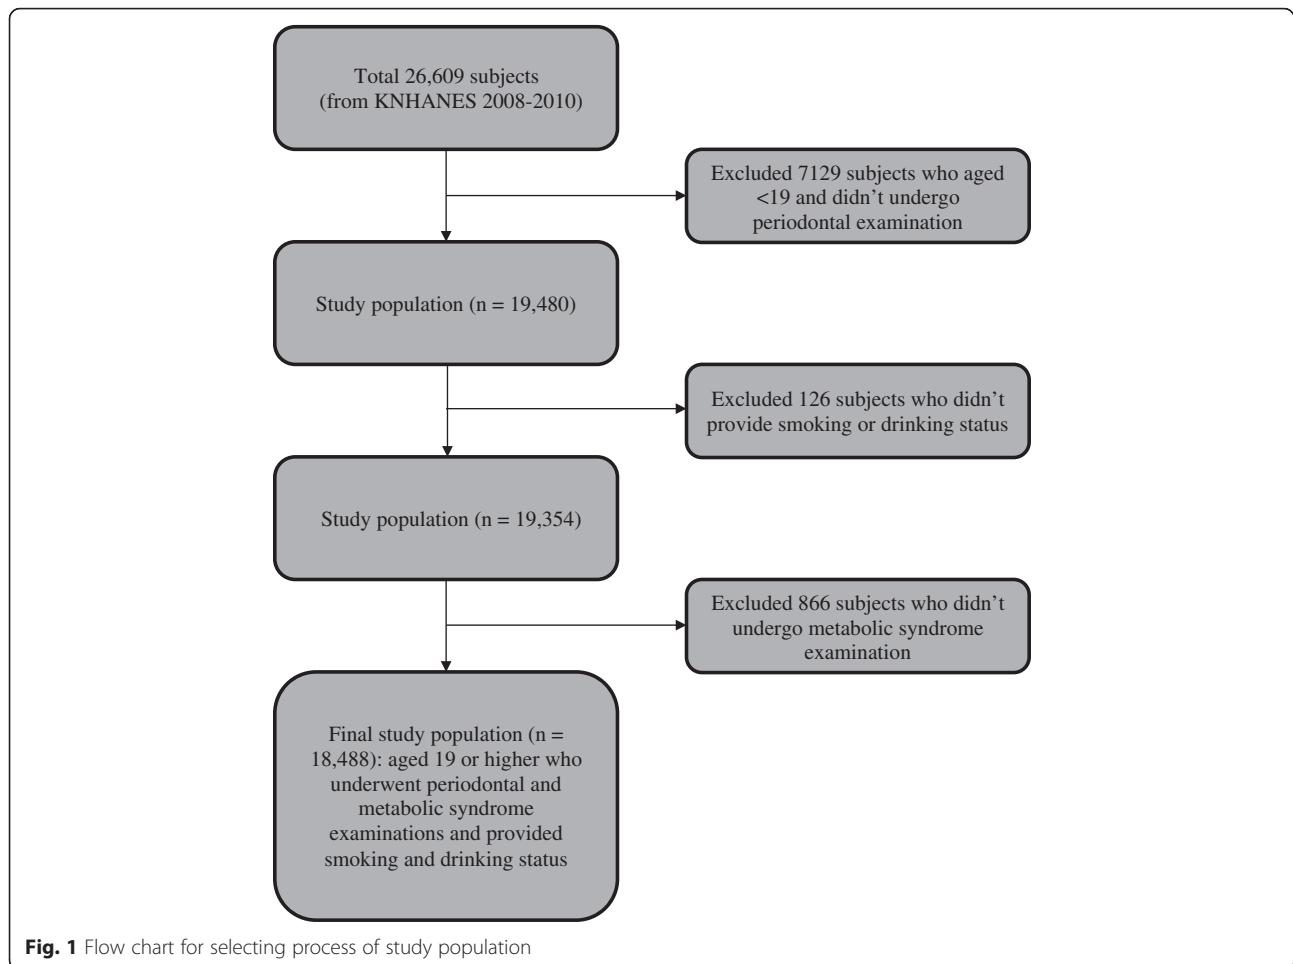 Total 26,609 subjects
(from KNHANES 2008-2010)
Excluded 7129 subjects who aged
<19 and didn’t undergo
periodontal examination
Study population (n = 19,480)
Excluded 126 subjects who didn’t
provide smoking or drinking status
Study population (n = 19,354)
Excluded 866 subjects who didn’t
undergo metabolic syndrome
examination
Final study population (n =
18,488): aged 19 or higher who
underwent periodontal and
metabolic syndrome
examinations and provided
smoking and drinking status
Fig. 1 Flow chart for selecting process of study population